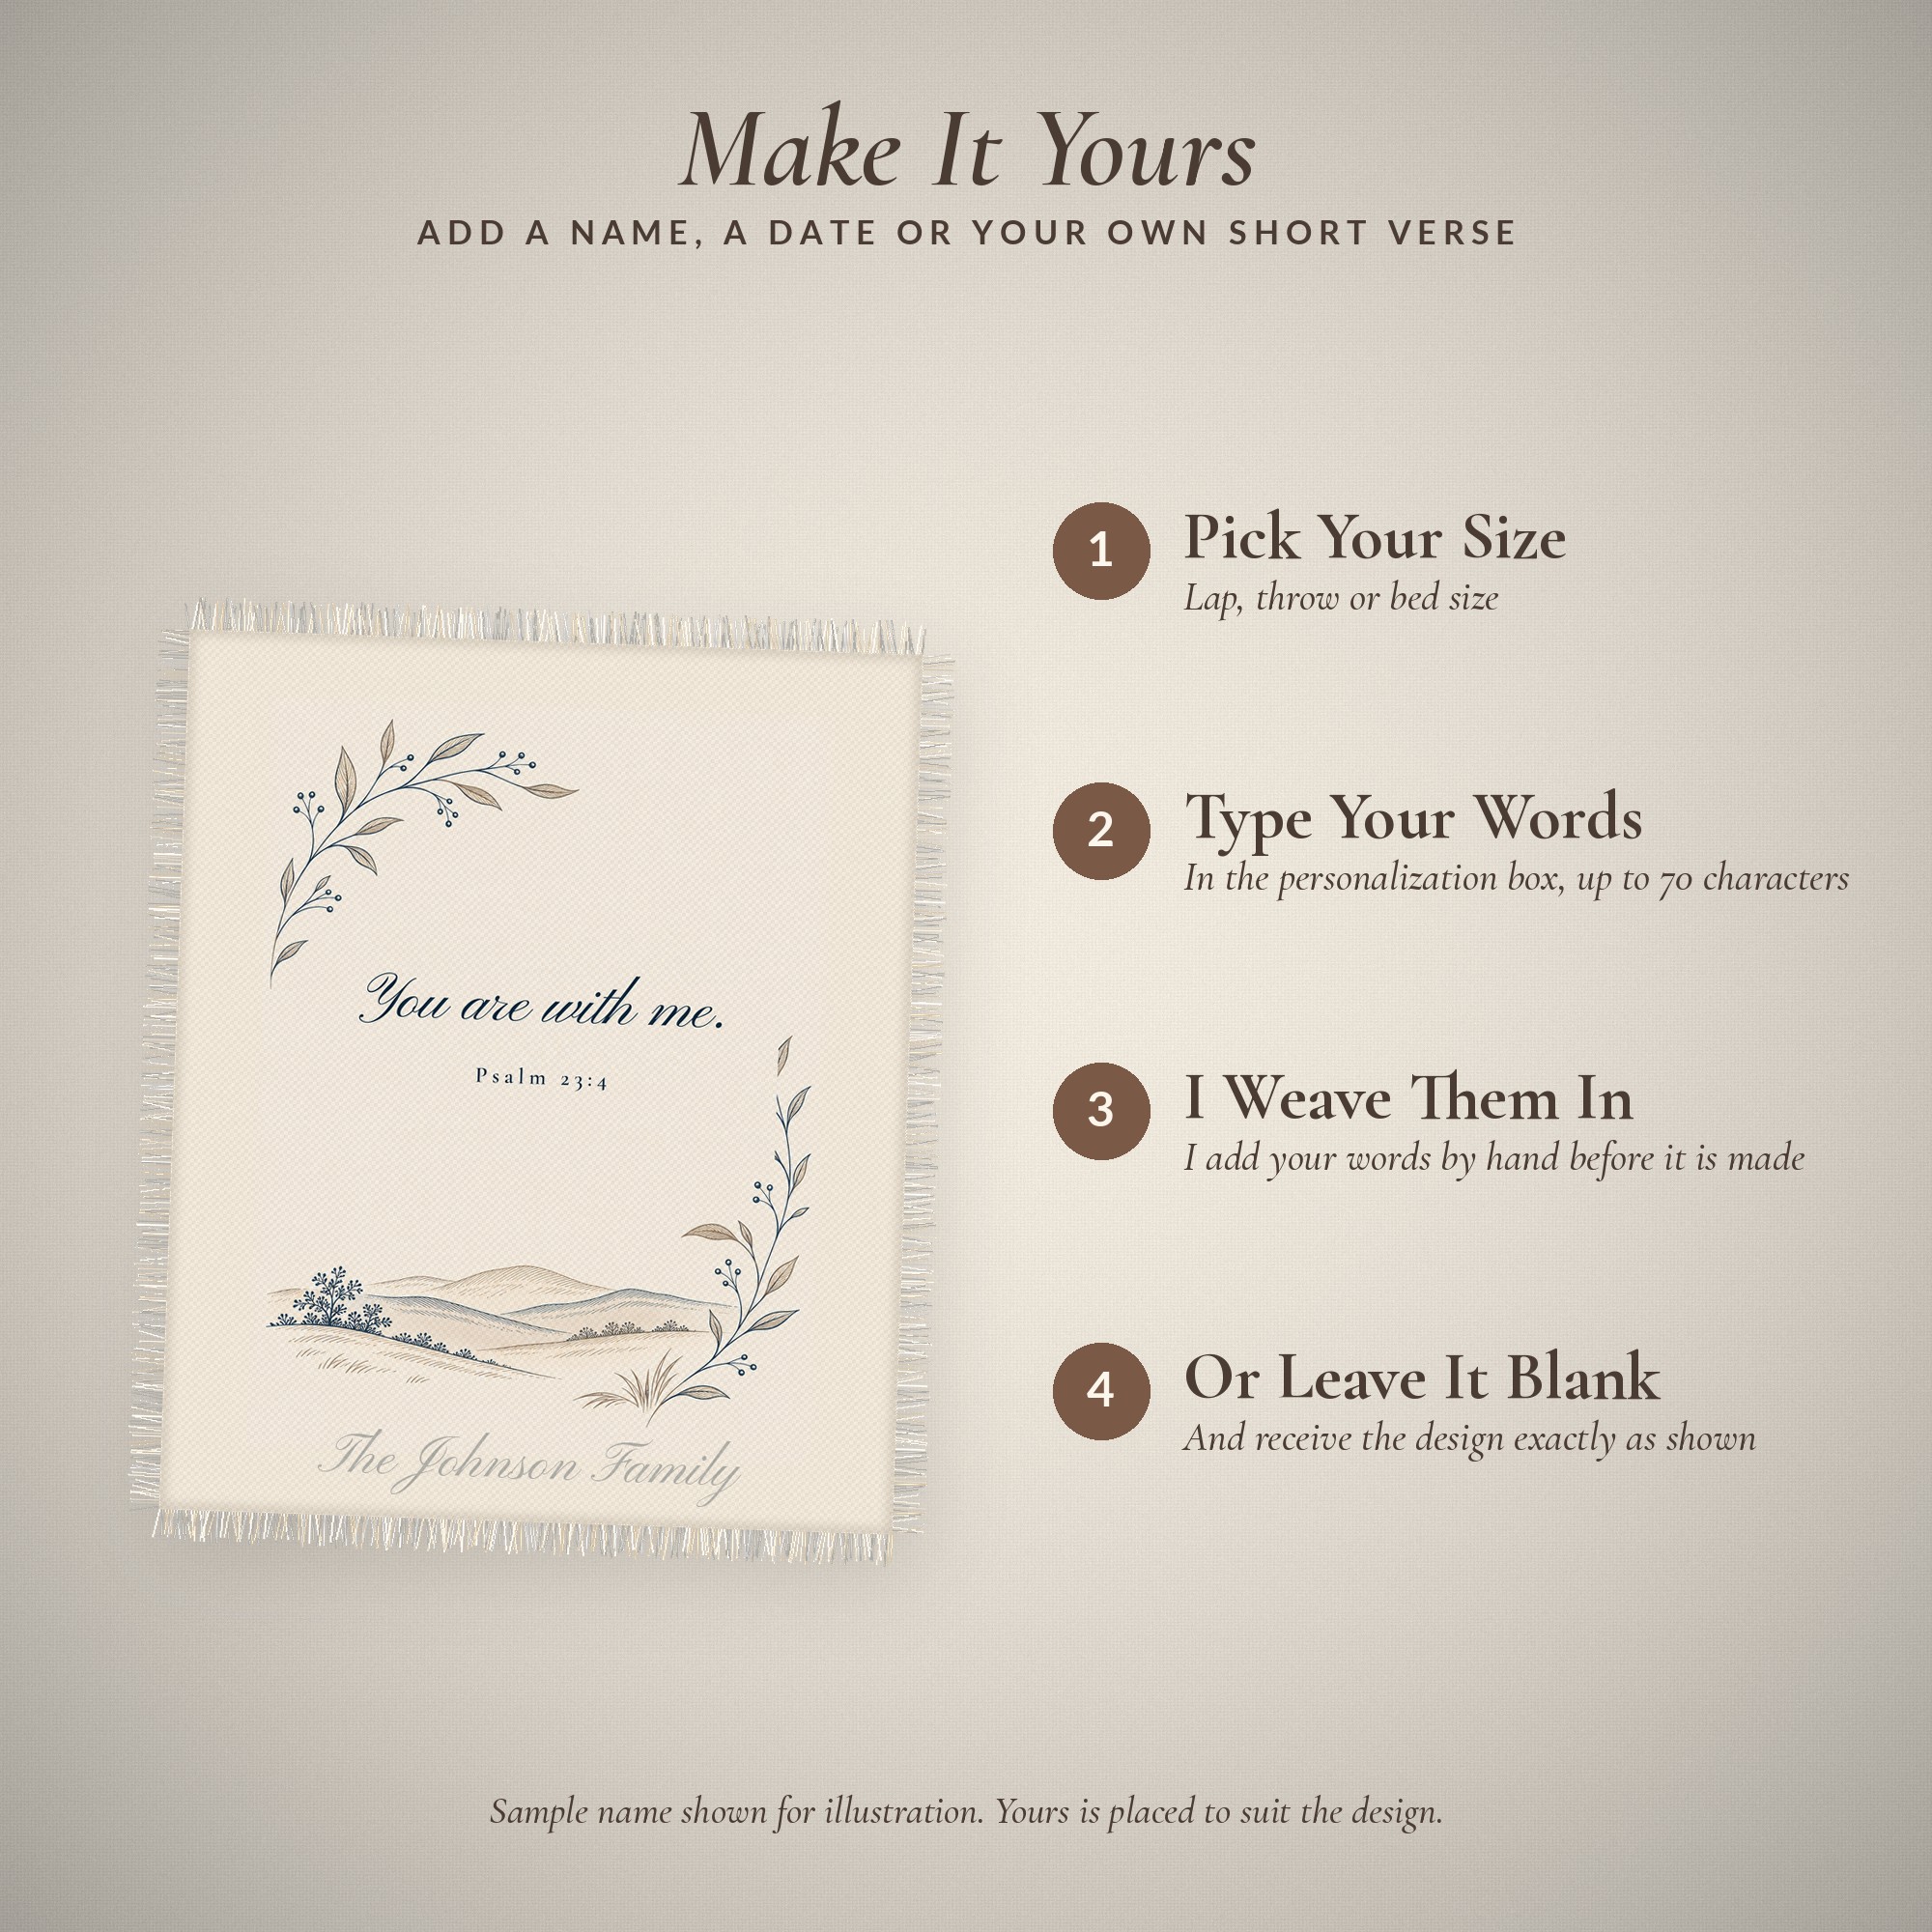 Make It Yours
ADD A NAME, A DATE OR YOUR OWN SHORT VERSE
You are with me.
Psalm 23:4
The Johnson Family
1
Pick Your Size
Lap, throw or bed size
2
Type Your Words
In the personalization box, up to 70 characters
3
I Weave Them In
I add your words by hand before it is made
4
Or Leave It Blank
And receive the design exactly as shown
Sample name shown for illustration. Yours is placed to suit the design.